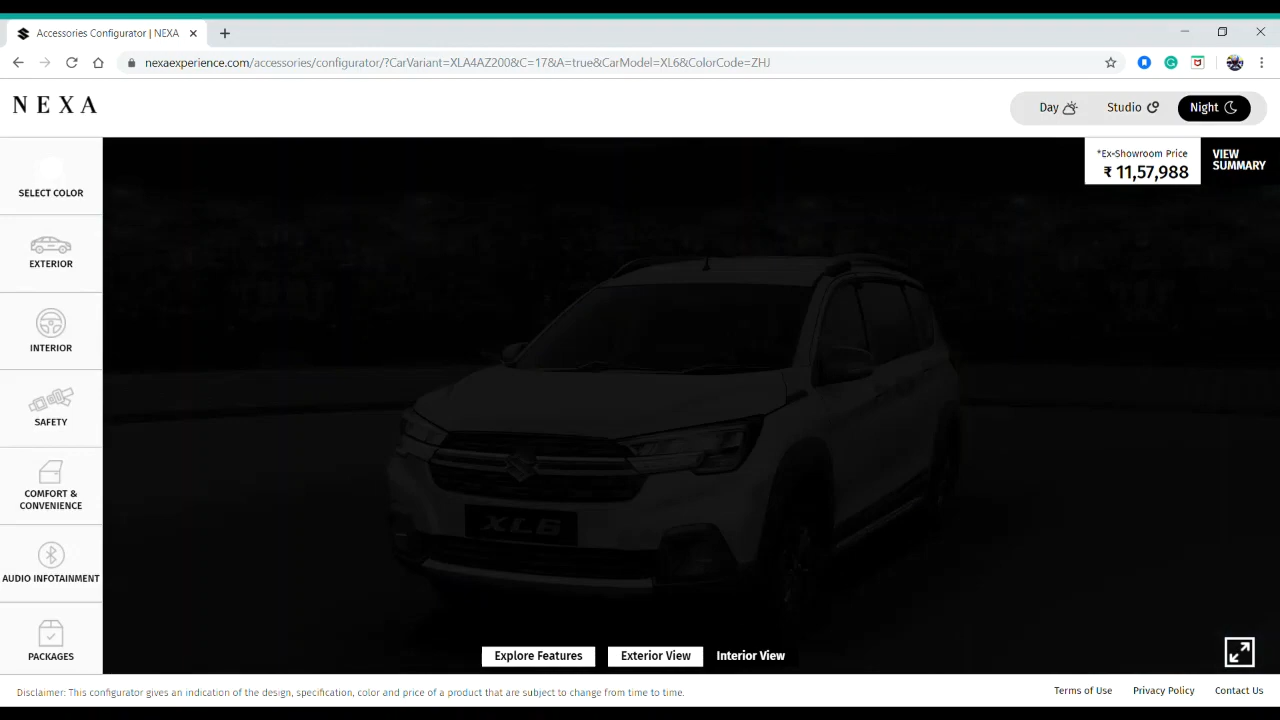 Accessories Configurator | NEXA
nexaexperience.com/accessories/configurator/?CarVariant=XLA4AZZ00&C=17&A=true&CarModel=XL6&ColorCode=ZHJ
NEXA
Day
Studio
Night
*Ex-Showroom Price
₹ 11,57,988
VIEW
SUMMARY
SELECT COLOR
EXTERIOR
INTERIOR
SAFETY
COMFORT &
CONVENIENCE
AUDIO INFOTAINMENT
PACKAGES
XL6
Explore Features
Exterior View
Interior View
Disclaimer: This configurator gives an indication of the design, specification, color and price of a product that are subject to change from time to time.
Terms of Use
Privacy Policy
Contact Us